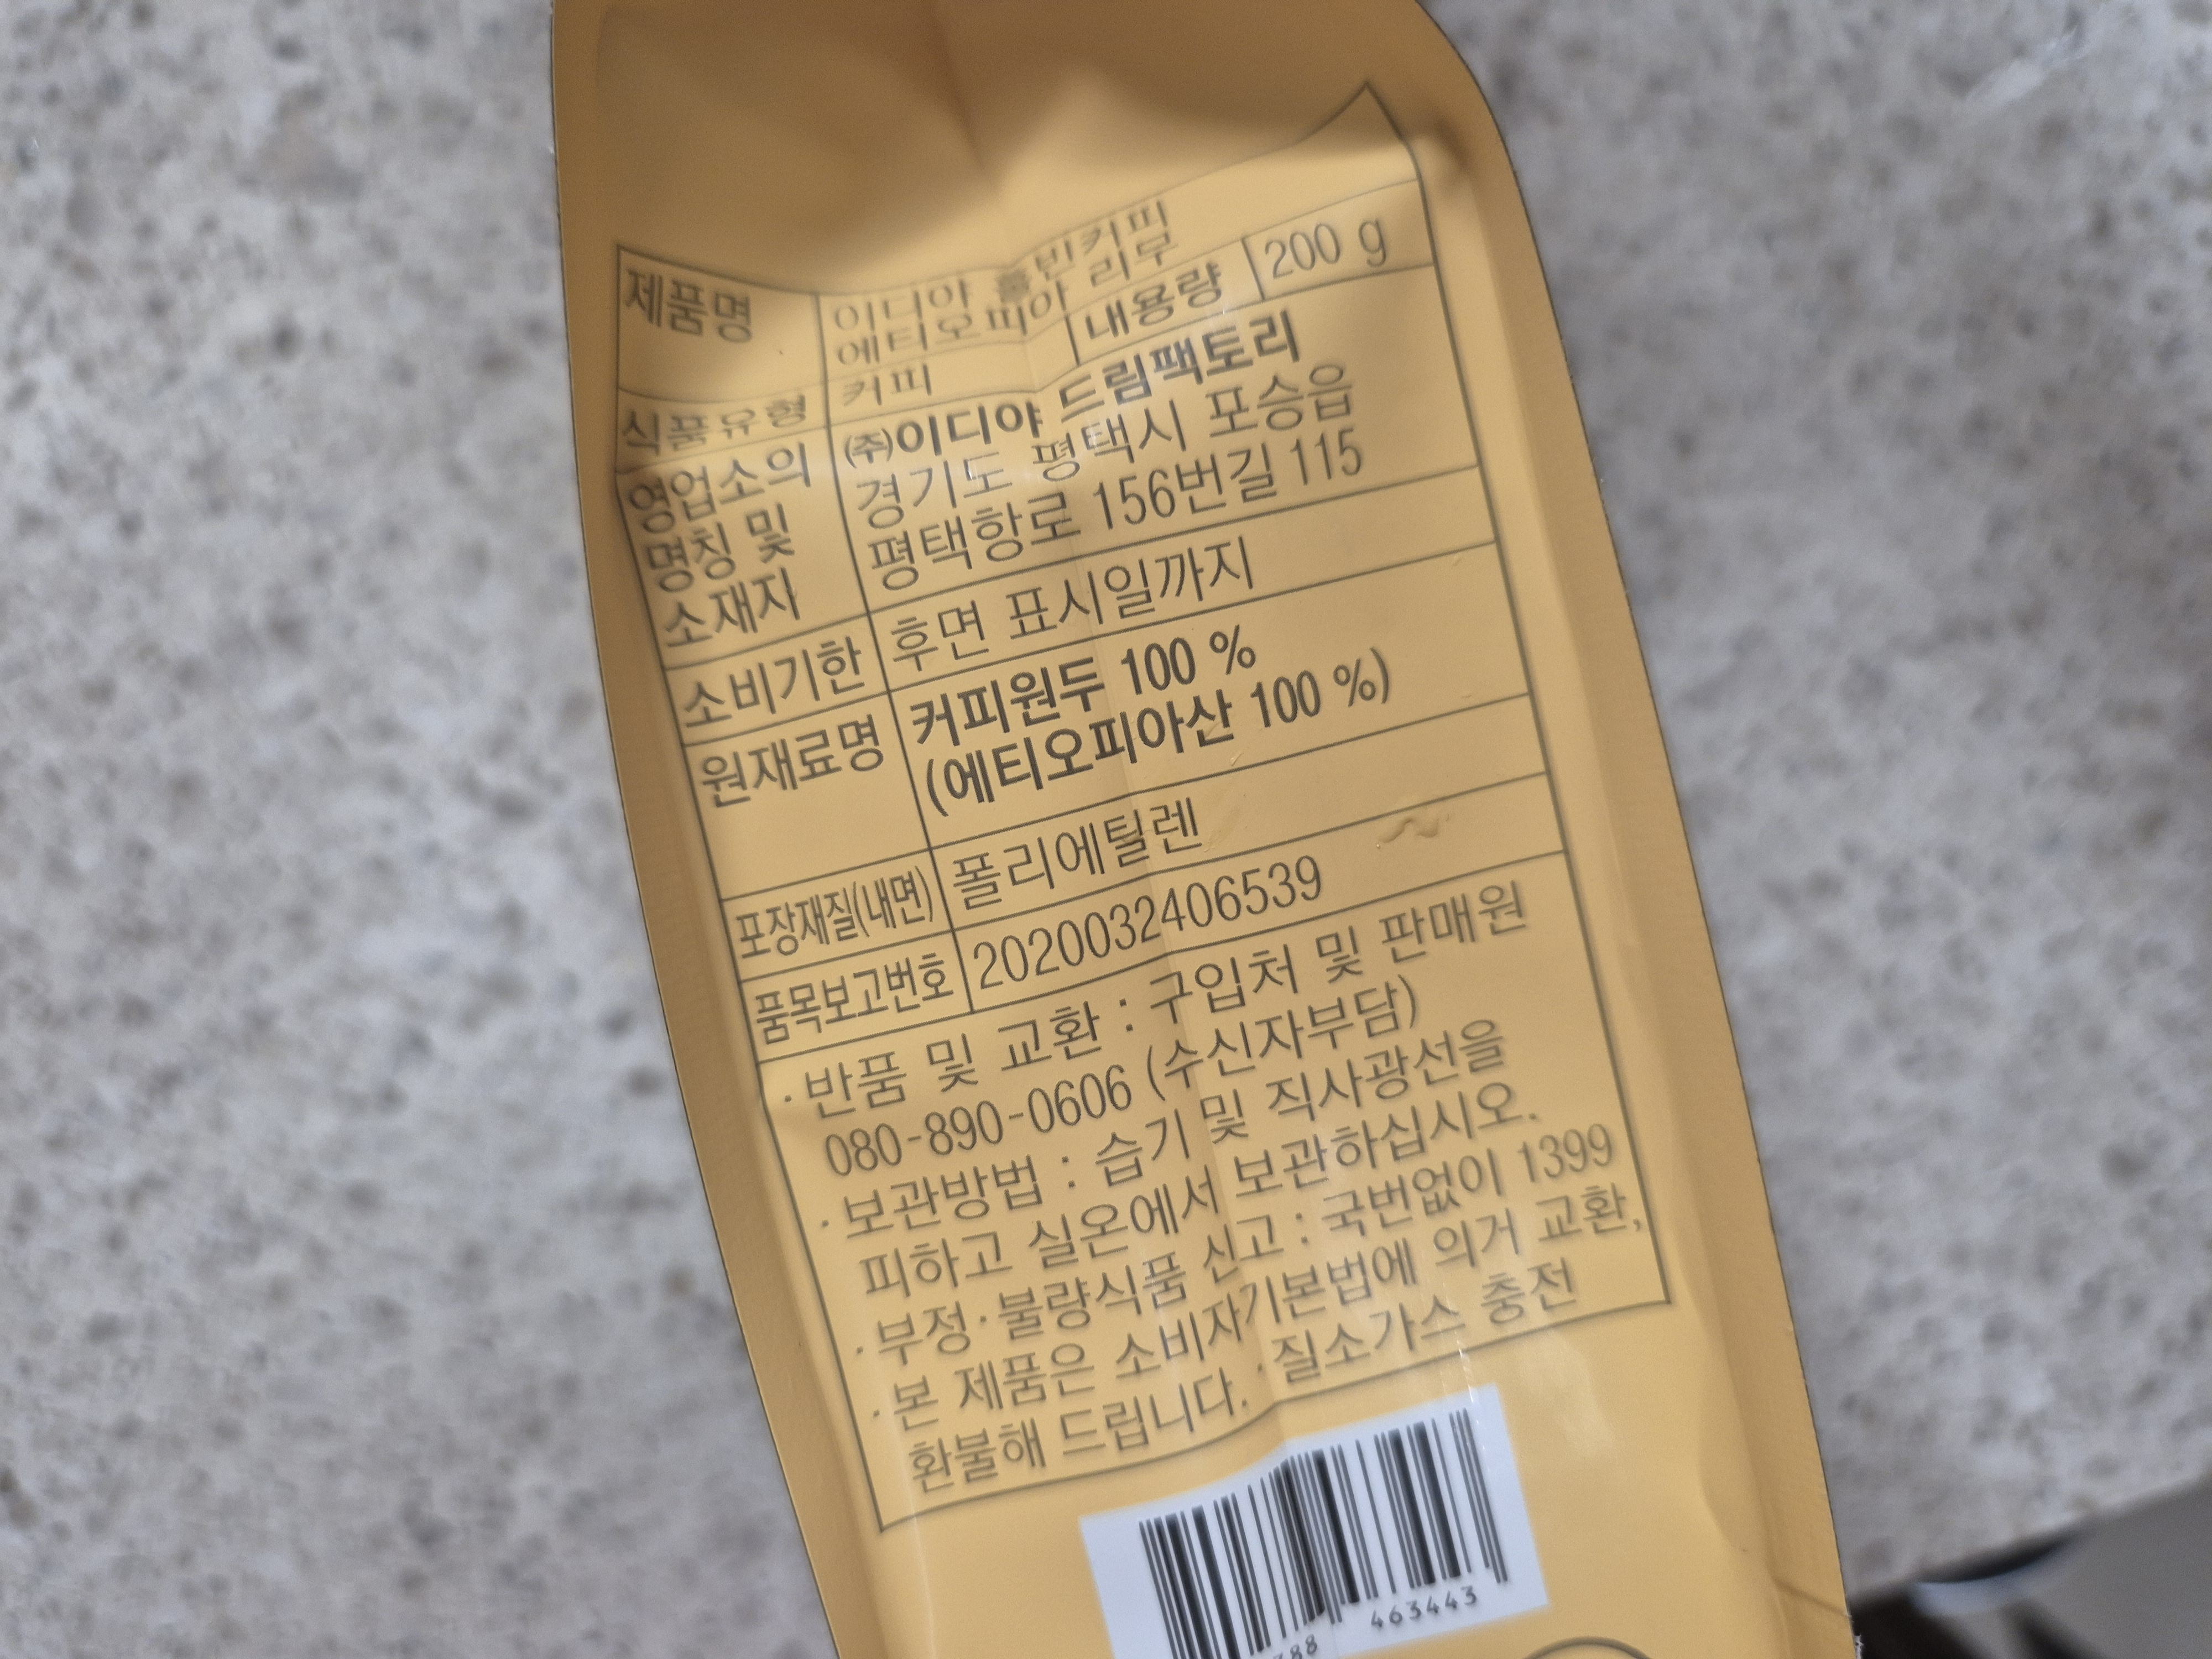 제품명
이디야 홀빈커피
에티오피아 리무
식품유형
커피
내용량
200 g
영업소의
명칭 및
소재지
㈜이디야 드림팩토리
경기도 평택시 포승읍
평택항로 156번길 115
소비기한
후면 표시일까지
원재료명
커피원두 100 %
(에티오피아산 100 %)
포장재질(내면)
폴리에틸렌
품목보고번호
2020032406539
· 반품 및 교환 : 구입처 및 판매원
080-890-0606 (수신자부담)
· 보관방법 : 습기 및 직사광선을
피하고 실온에서 보관하십시오.
· 부정·불량식품 신고 : 국번없이 1399
· 본 제품은 소비자기본법에 의거 교환,
환불해 드립니다. · 질소가스 충전
463443